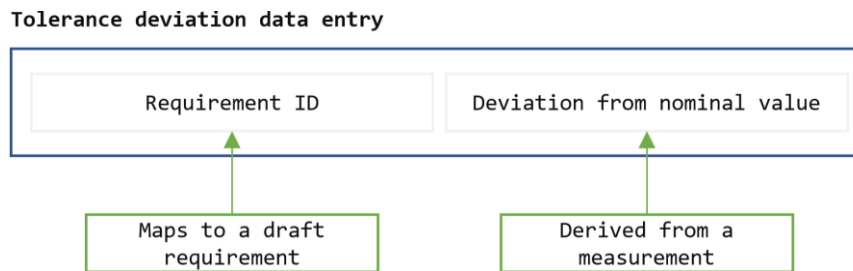 Tolerance deviation data entry
Requirement ID
Deviation from nominal value
Maps to a draft
requirement
Derived from a
measurement